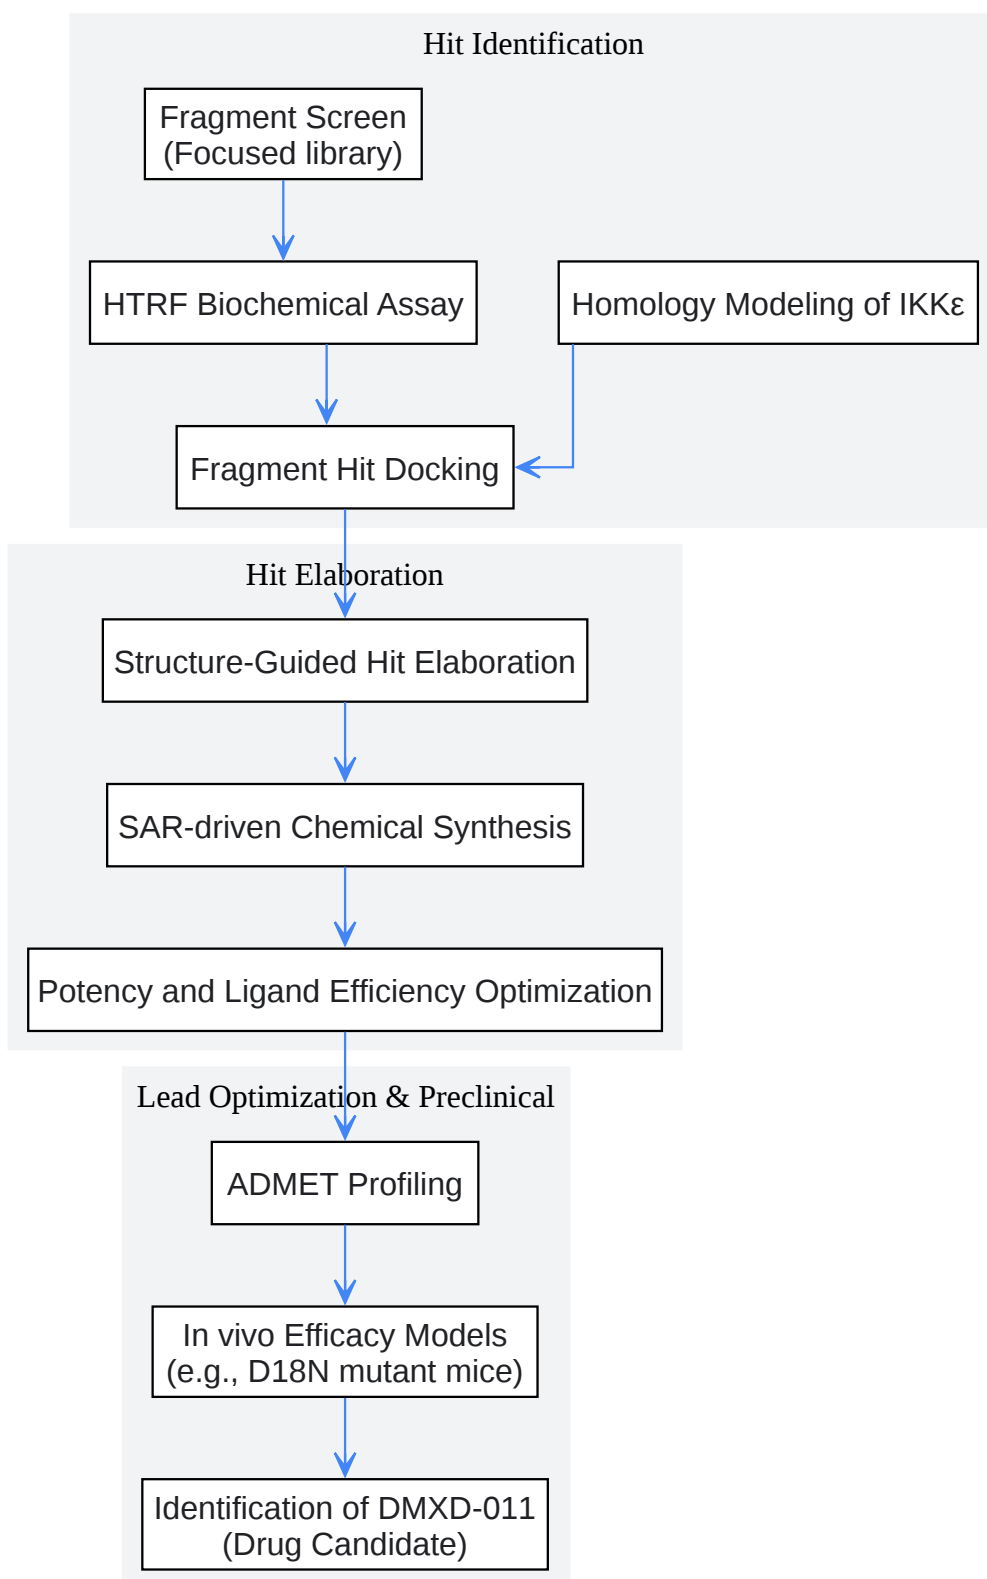 Hit Identification
Fragment Screen
(Focused library)
HTRF Biochemical Assay
Homology Modeling of IKKε
Fragment Hit Docking
Hit Elaboration
Structure-Guided Hit Elaboration
SAR-driven Chemical Synthesis
Potency and Ligand Efficiency Optimization
Lead Optimization & Preclinical
ADMET Profiling
In vivo Efficacy Models
(e.g., D18N mutant mice)
Identification of DMXD-011
(Drug Candidate)